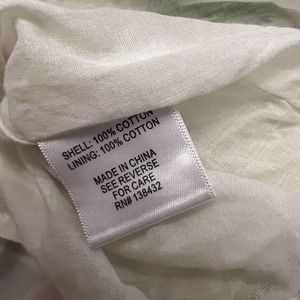 SHELL: 100% COTTON
LINING: 100% COTTON
MADE IN CHINA
SEE REVERSE
FOR CARE
RN# 138432